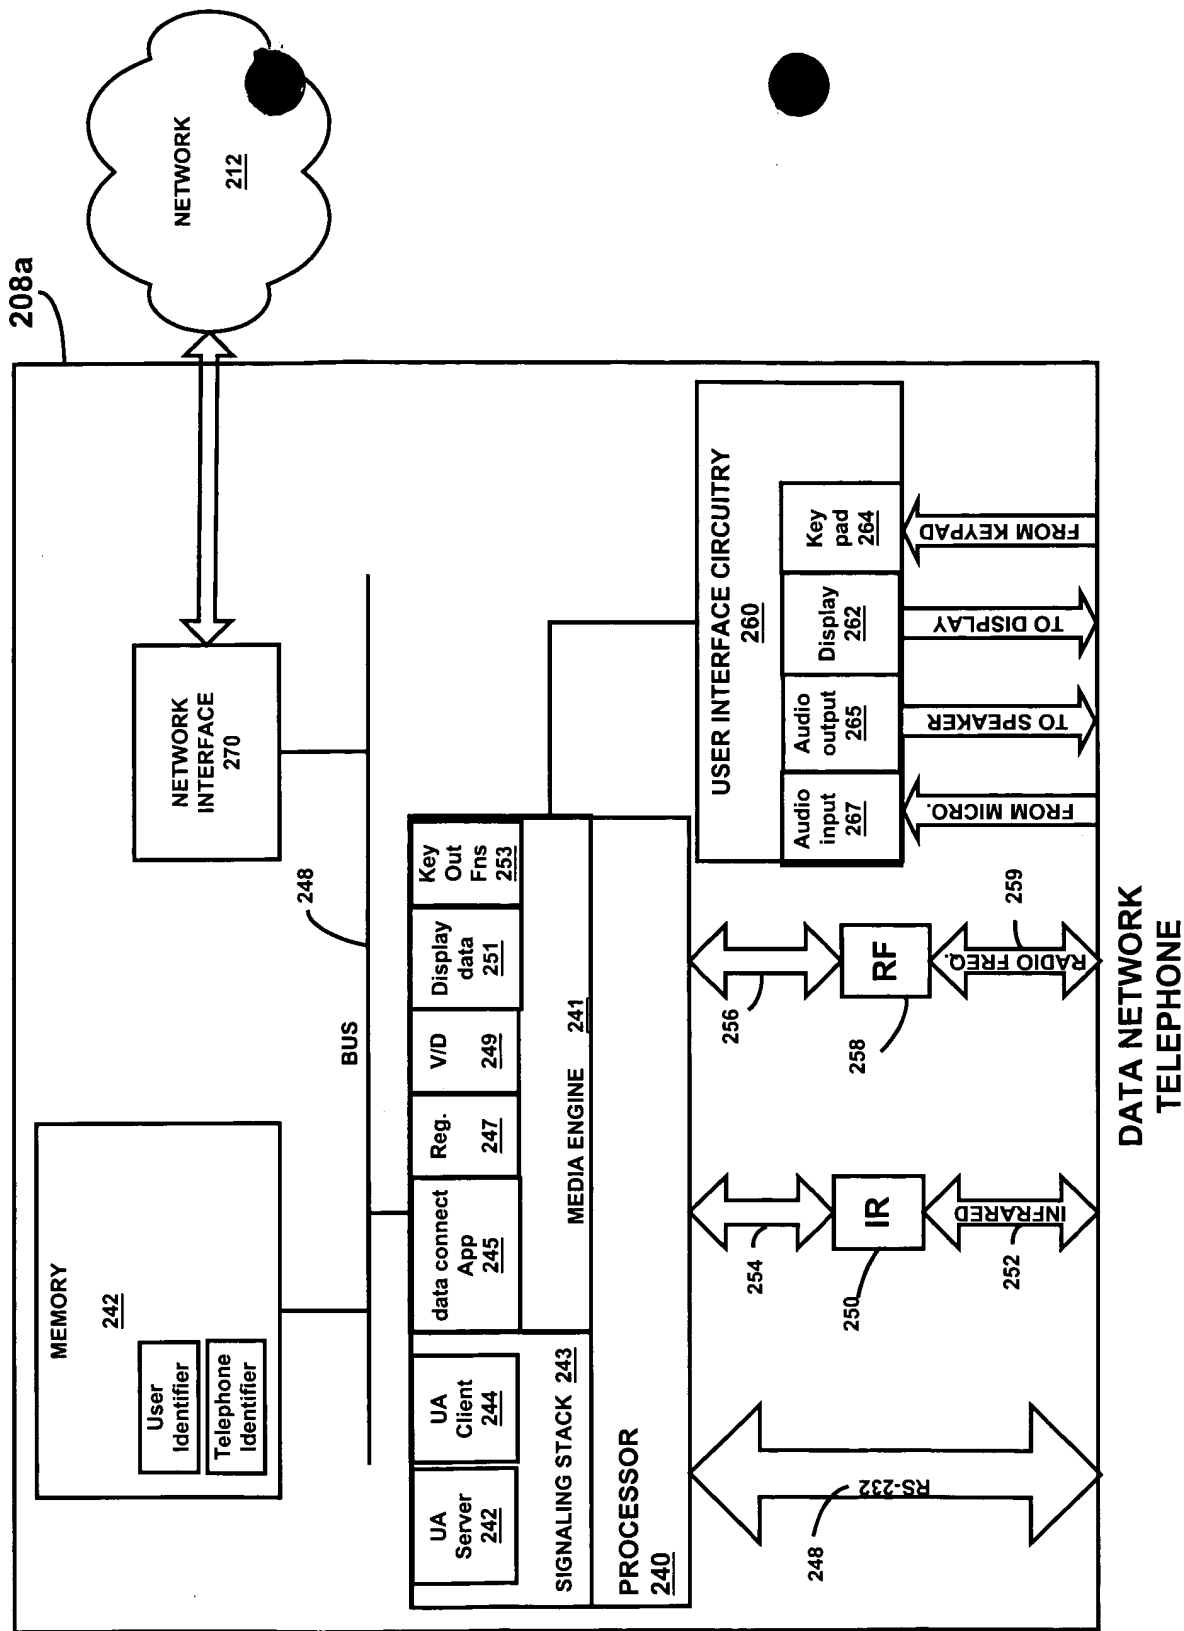 208a
NETWORK
212
MEMORY
242
User
Identifier
Telephone
Identifier
NETWORK
INTERFACE
270
BUS
248
UA
Server
242
UA
Client
244
SIGNALING STACK 243
data connect
App
245
Reg.
247
V/D
249
Display
data
251
Key
Out
Fns
253
MEDIA ENGINE 241
PROCESSOR
240
USER INTERFACE CIRCUITRY
260
Audio
input
267
Audio
output
265
Display
262
Key
pad
264
FROM MICRO.
TO SPEAKER
TO DISPLAY
FROM KEYPAD
248
RS-232
254
IR
250
INFRARED
252
256
RF
258
RADIO FREQ.
259
DATA NETWORK
TELEPHONE